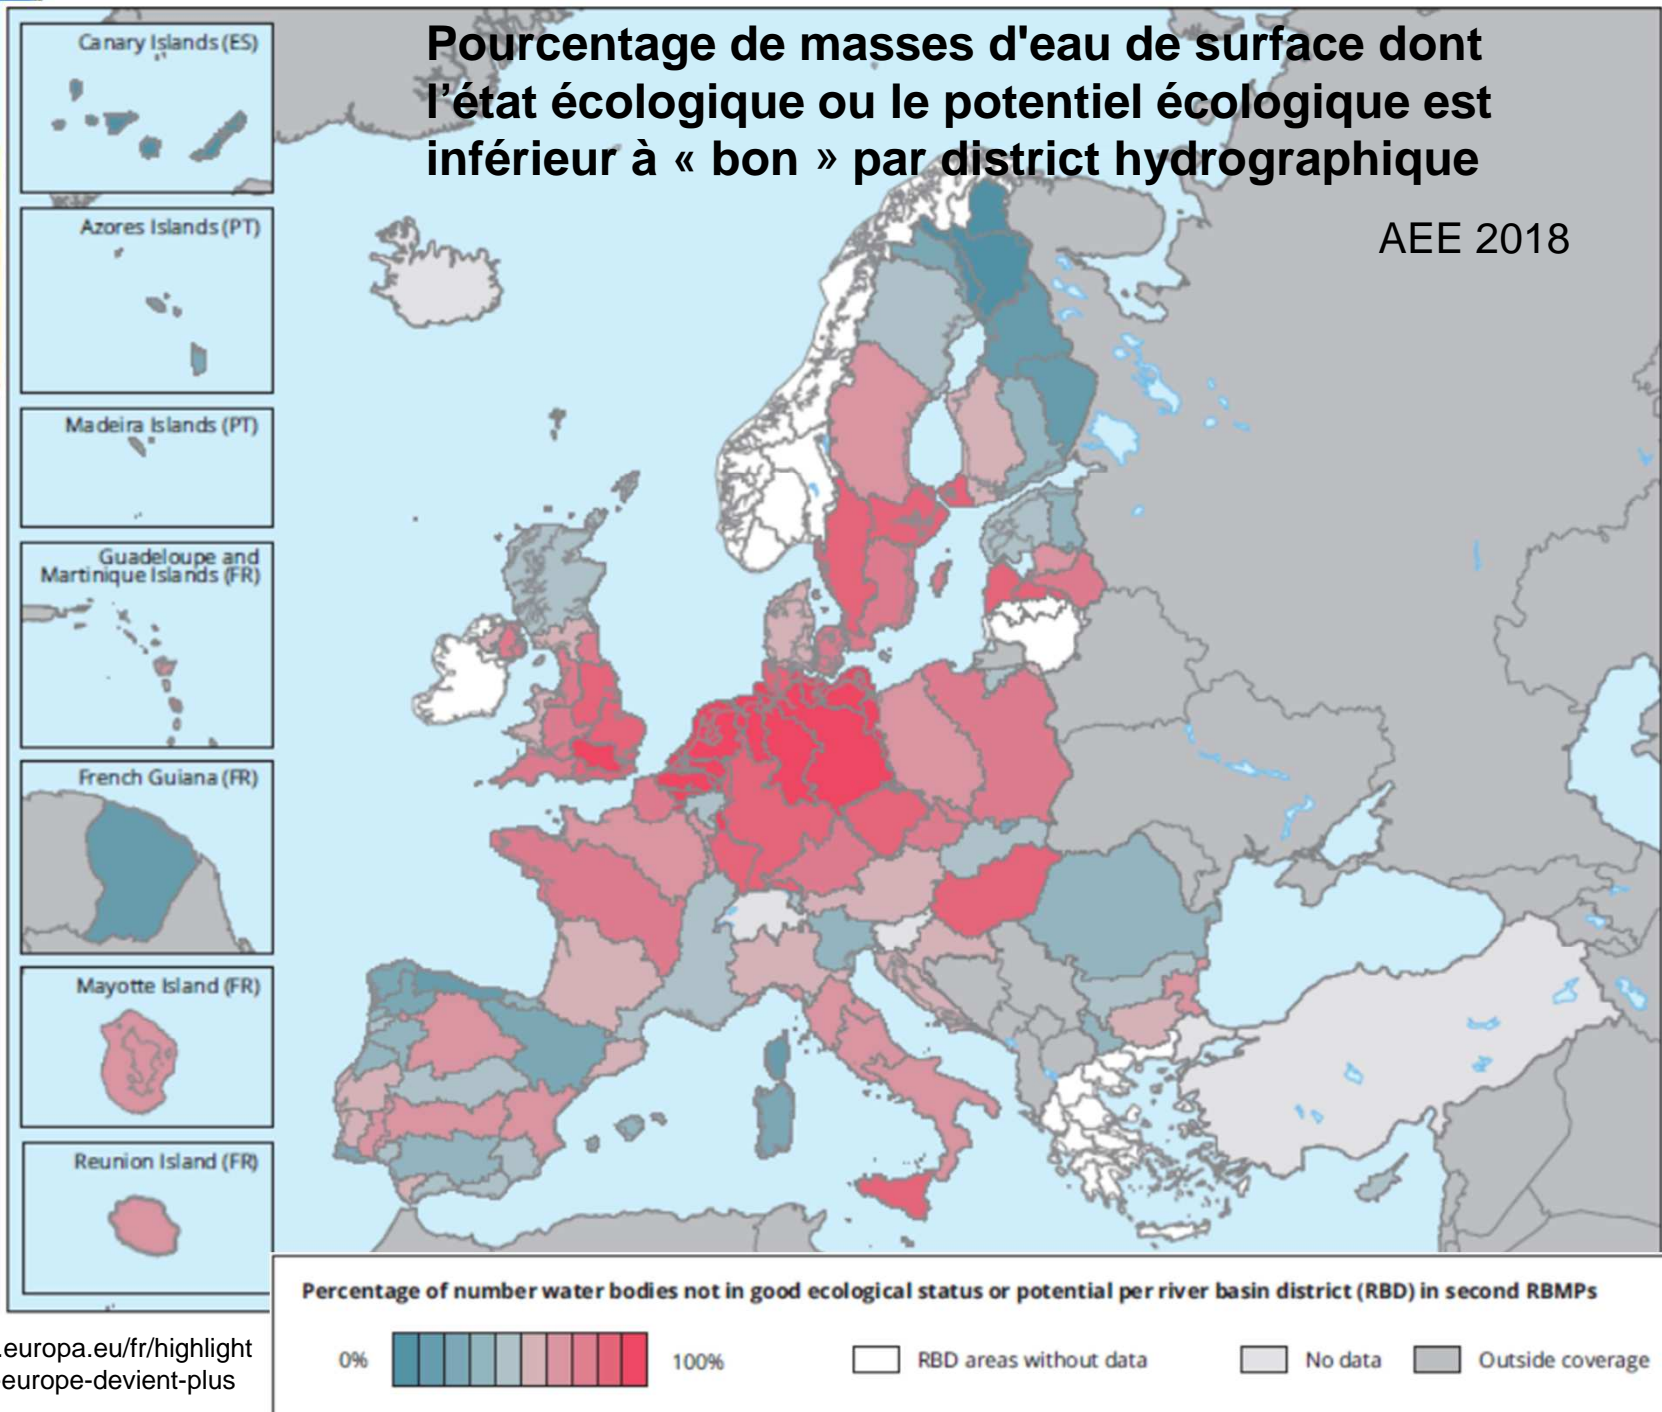 Pourcentage de masses d'eau de surface dont
l’état écologique ou le potentiel écologique est
inférieur à « bon » par district hydrographique
AEE 2018
Canary Islands (ES)
Azores Islands (PT)
Madeira Islands (PT)
Guadeloupe and
Martinique Islands (FR)
French Guiana (FR)
Mayotte Island (FR)
Reunion Island (FR)
Percentage of number water bodies not in good ecological status or potential per river basin district (RBD) in second RBMPs
0% 100% RBD areas without data No data Outside coverage
.europa.eu/fr/highlight
europe-devient-plus